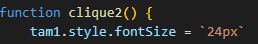 function clique2() {
    tam1.style.fontSize = `24px`